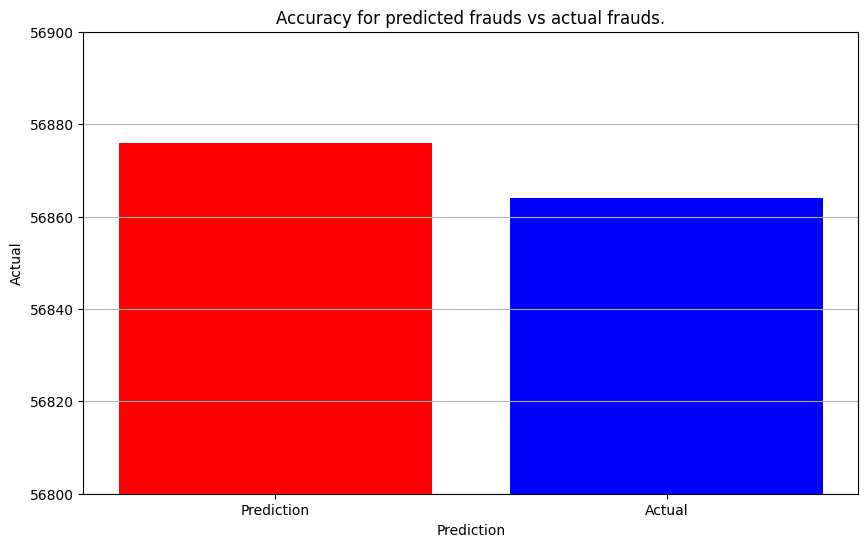 Accuracy for predicted frauds vs actual frauds.
56900
56880
56860
56840
56820
56800
Actual
Prediction
Actual
Prediction